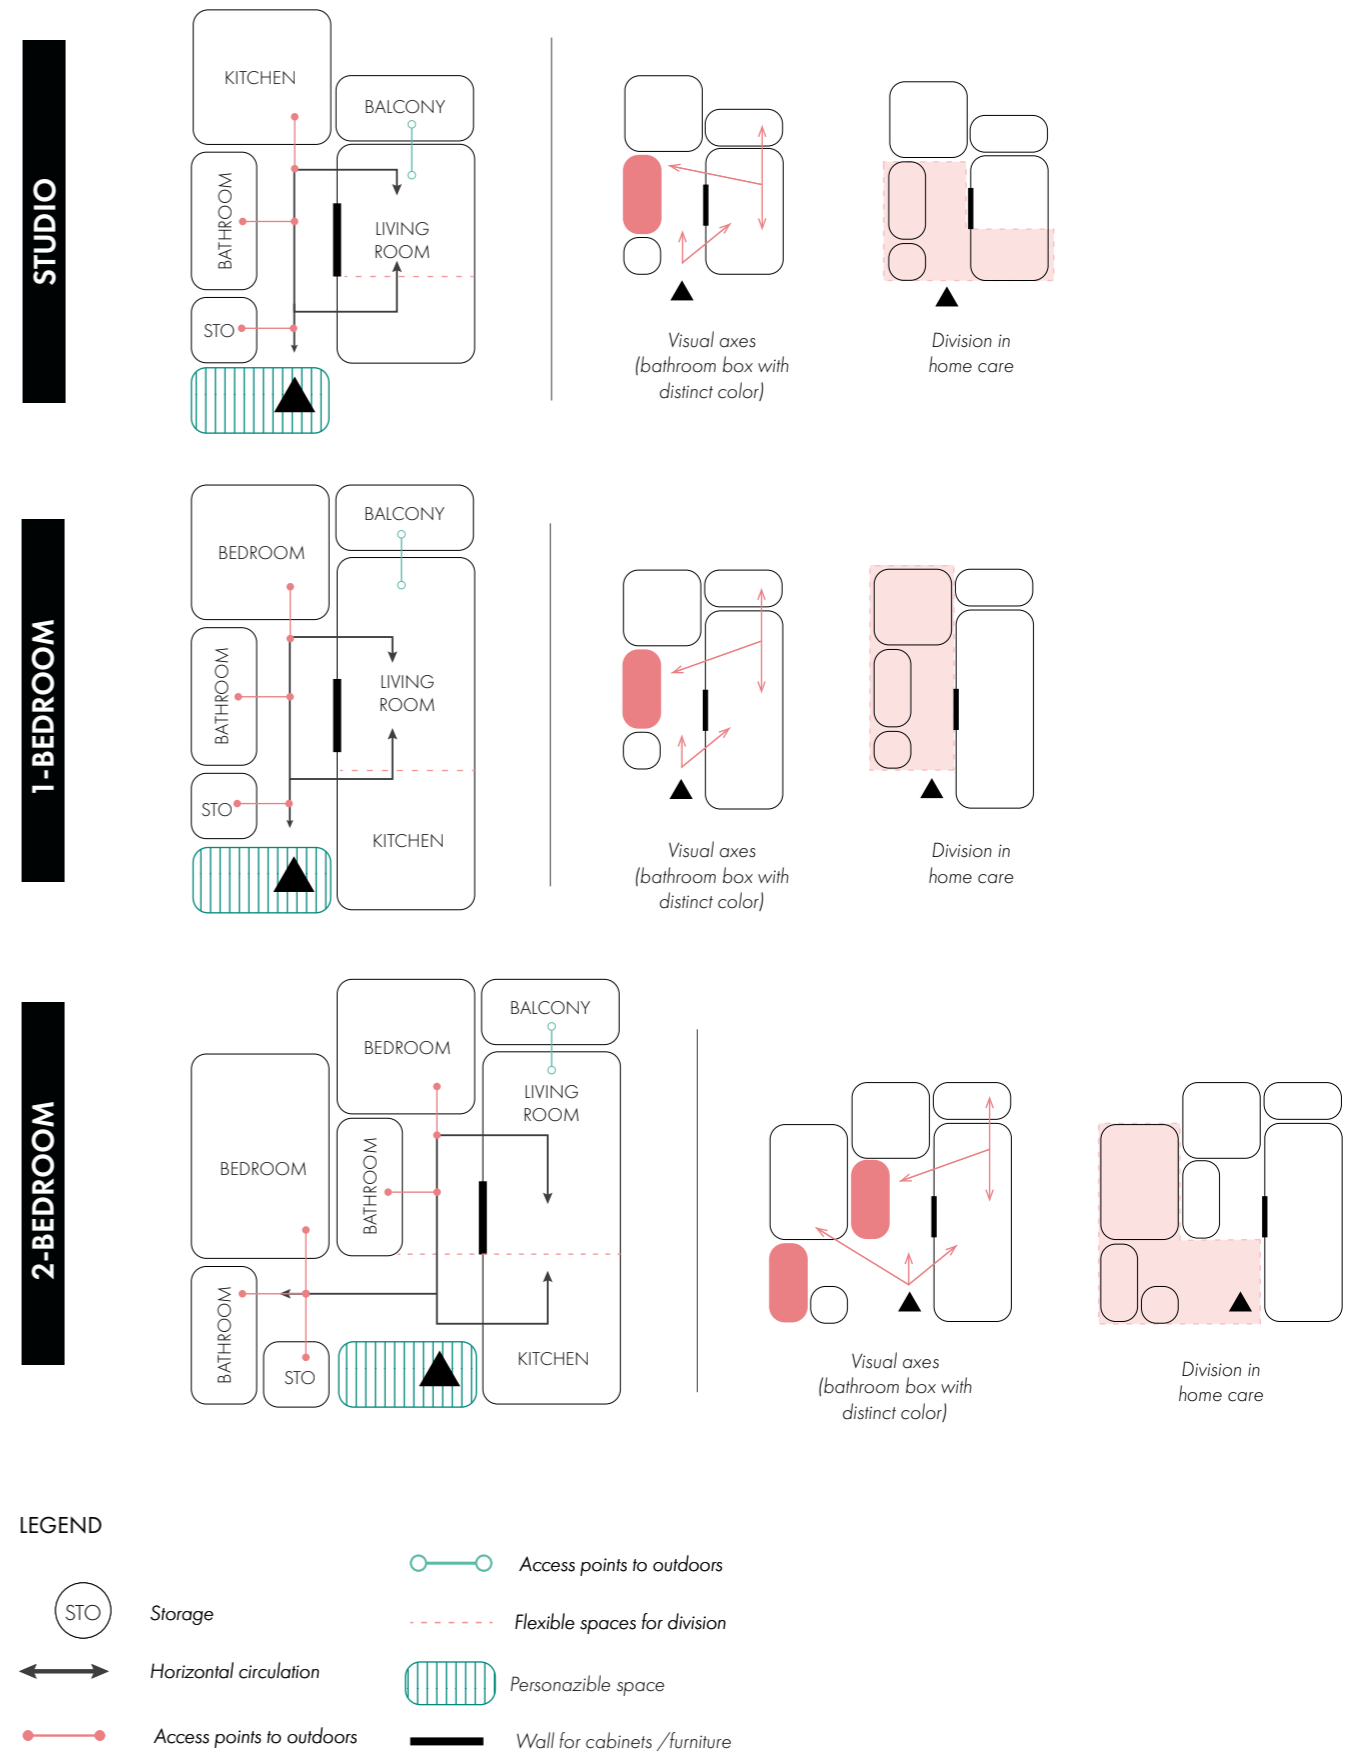 STUDIO
KITCHEN
BALCONY
BATHROOM
LIVING
ROOM
STO
Visual axes
(bathroom box with
distinct color)
Division in
home care
1-BEDROOM
BEDROOM
BALCONY
BATHROOM
LIVING
ROOM
STO
KITCHEN
Visual axes
(bathroom box with
distinct color)
Division in
home care
2-BEDROOM
BALCONY
BEDROOM
LIVING
ROOM
BEDROOM
BATHROOM
BATHROOM
STO
KITCHEN
Visual axes
(bathroom box with
distinct color)
Division in
home care
LEGEND
STO
Storage
Horizontal circulation
Access points to outdoors
Access points to outdoors
Flexible spaces for division
Personazible space
Wall for cabinets /furniture